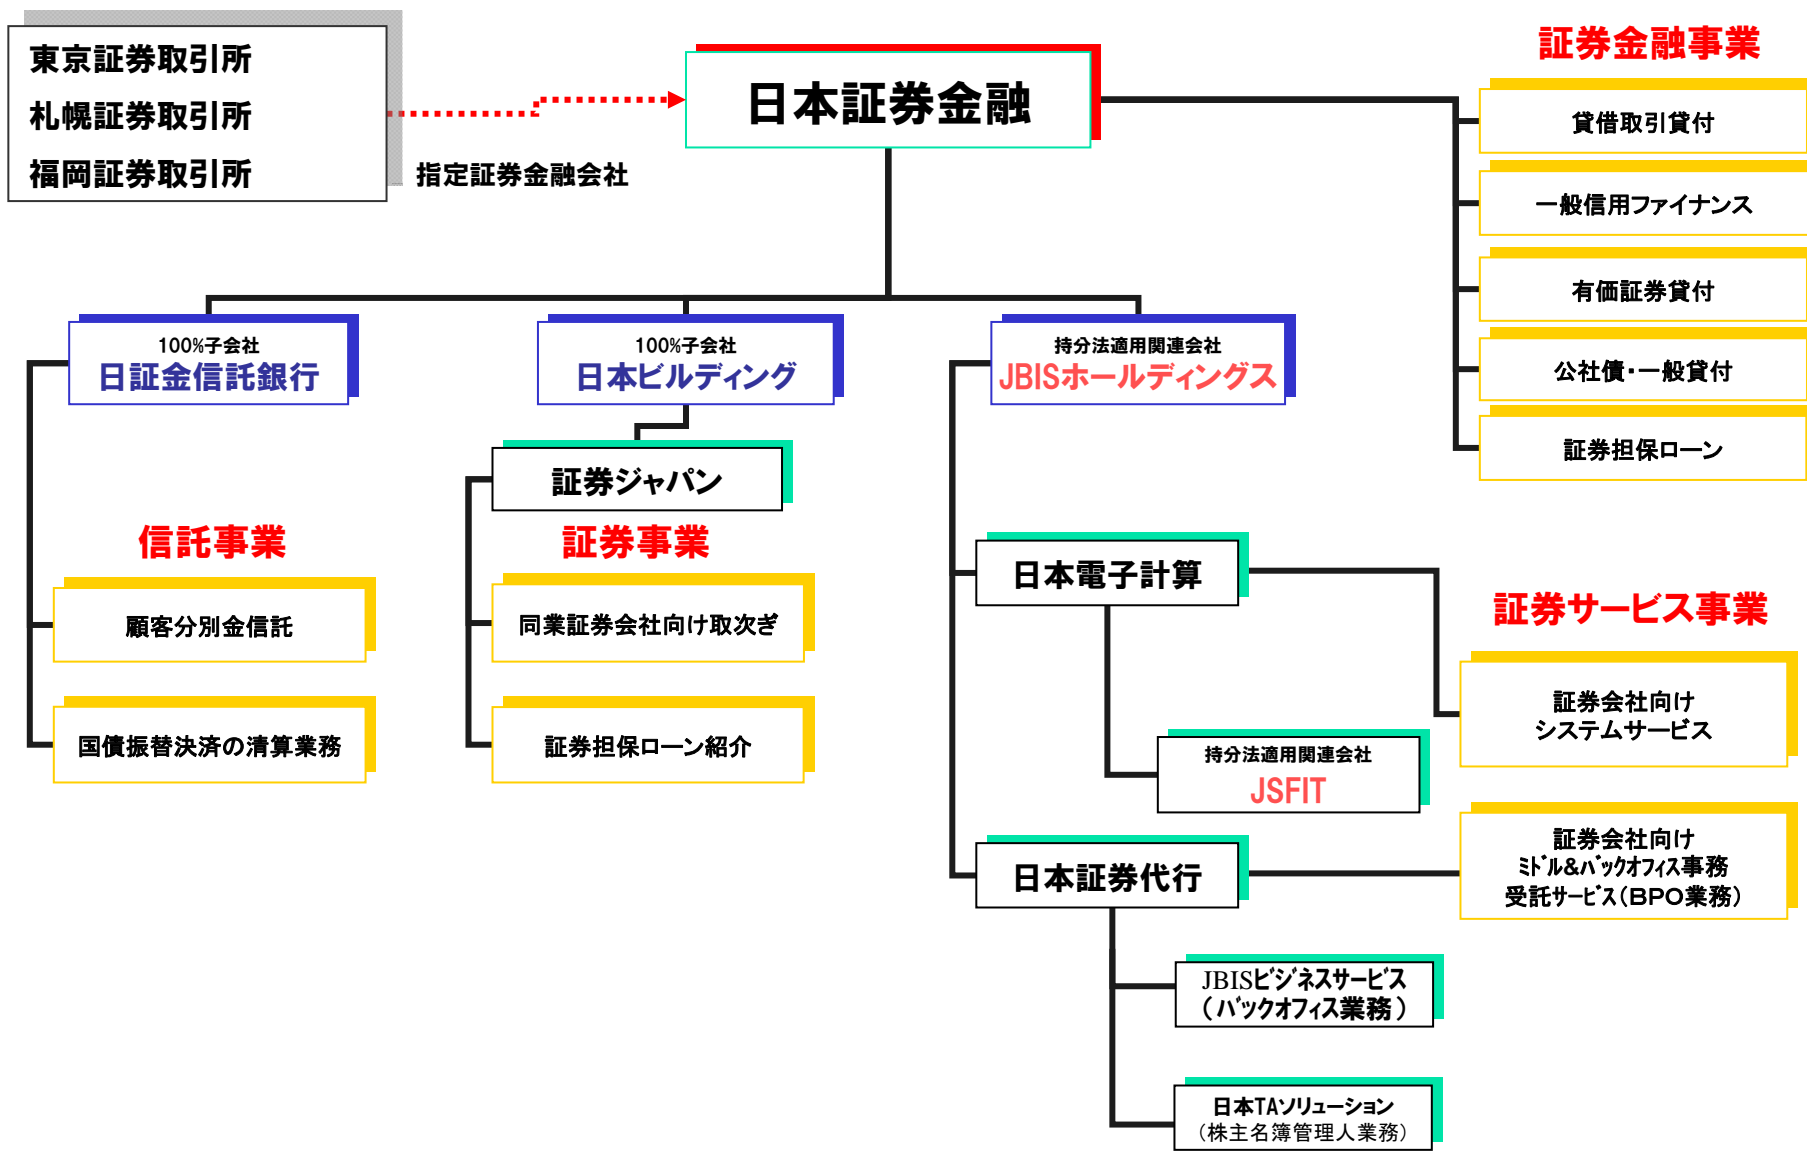 東京証券取引所
札幌証券取引所
福岡証券取引所
指定証券金融会社
日本証券金融
証券金融事業
貸借取引貸付
一般信用ファイナンス
有価証券貸付
公社債・一般貸付
証券担保ローン
100%子会社
日証金信託銀行
100%子会社
日本ビルディング
持分法適用関連会社
JBISホールディングス
証券ジャパン
信託事業
顧客分別金信託
国債振替決済の清算業務
証券事業
同業証券会社向け取次ぎ
証券担保ローン紹介
日本電子計算
証券サービス事業
証券会社向け
システムサービス
持分法適用関連会社
JSFIT
日本証券代行
証券会社向け
ﾐﾄﾞﾙ&ﾊﾞｯｸｵﾌｨｽ事務
受託ｻｰﾋﾞｽ(BPO業務)
JBISﾋﾞｼﾞﾈｽｻｰﾋﾞｽ
(ﾊﾞｯｸｵﾌｨｽ業務)
日本TAソリューション
(株主名簿管理人業務)